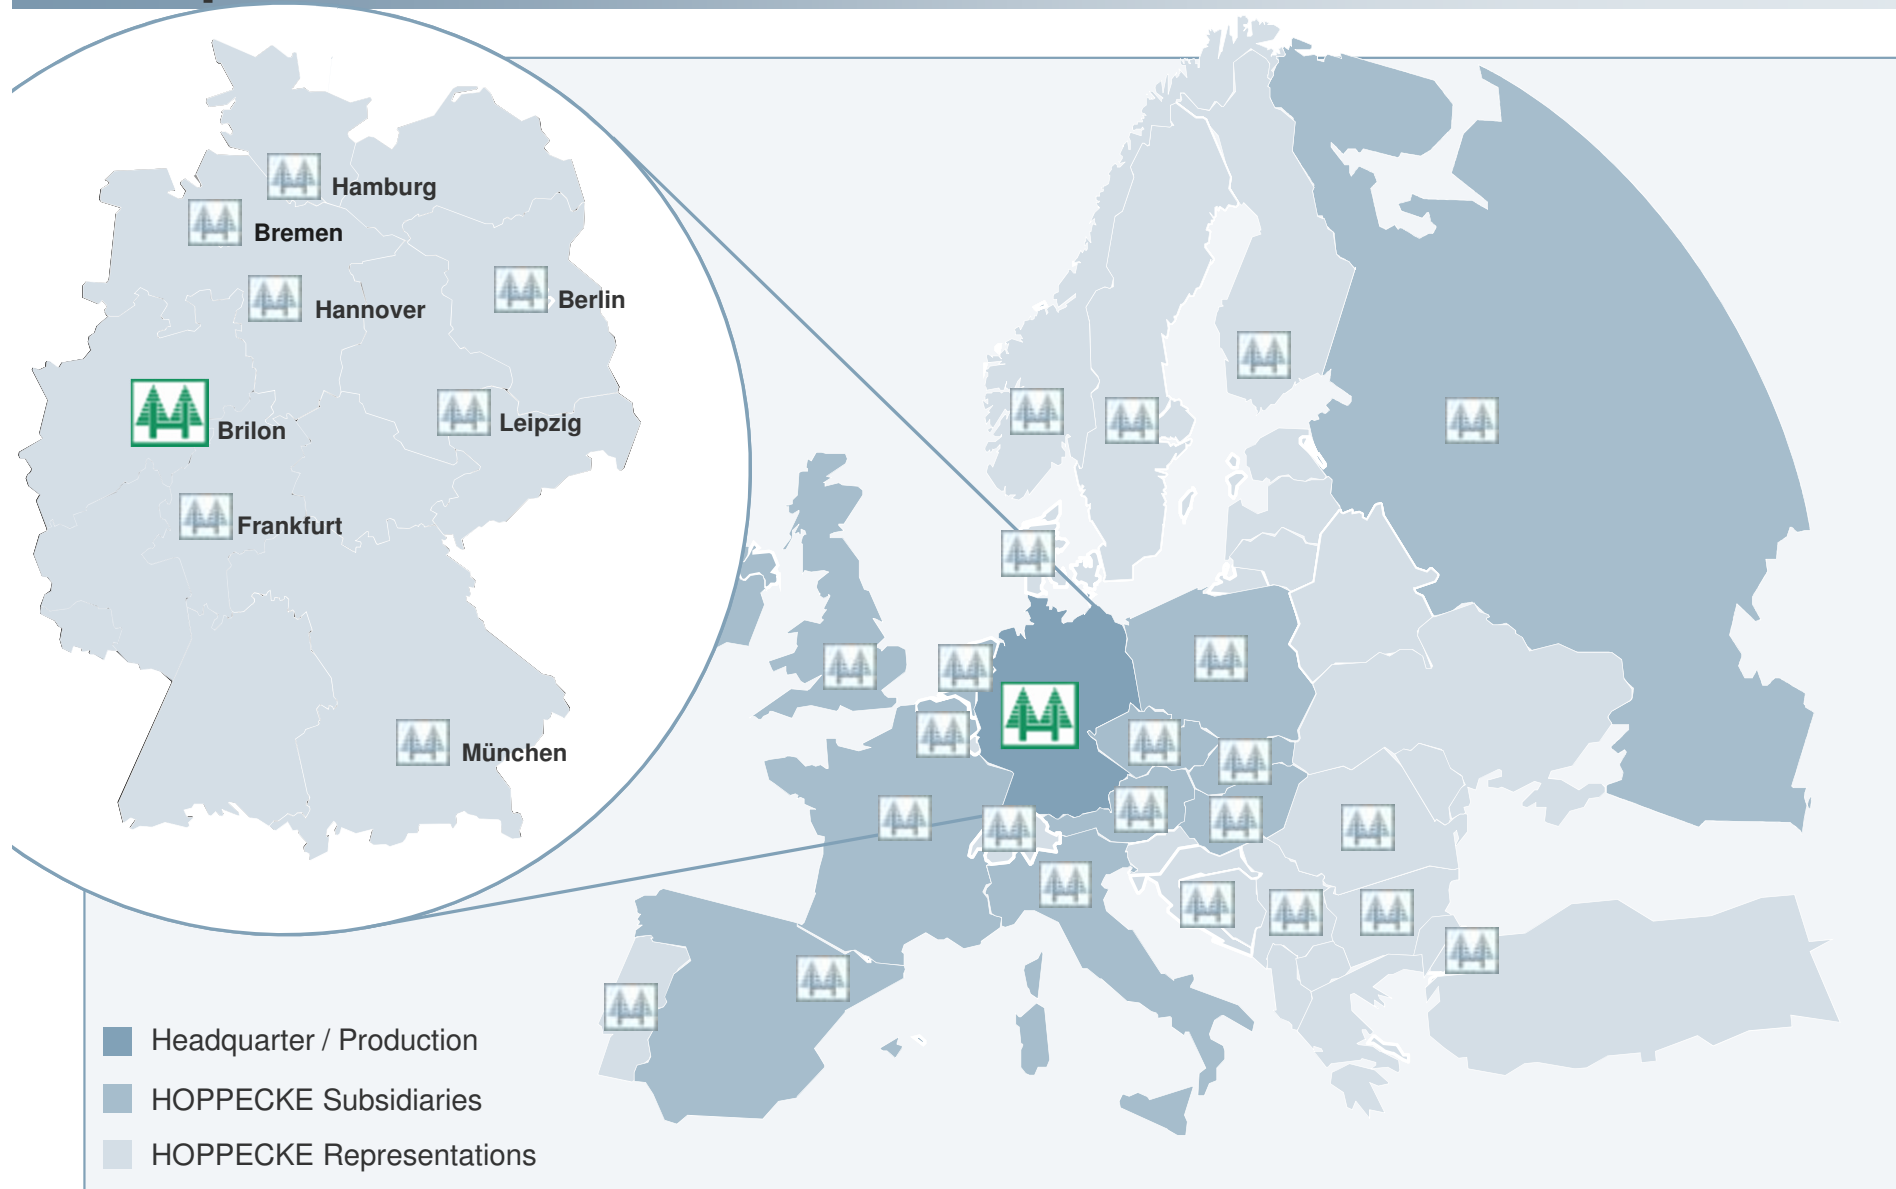 Hamburg
Bremen
Hannover
Berlin
Brilon
Leipzig
Frankfurt
München
Headquarter / Production
HOPPECKE Subsidiaries
HOPPECKE Representations